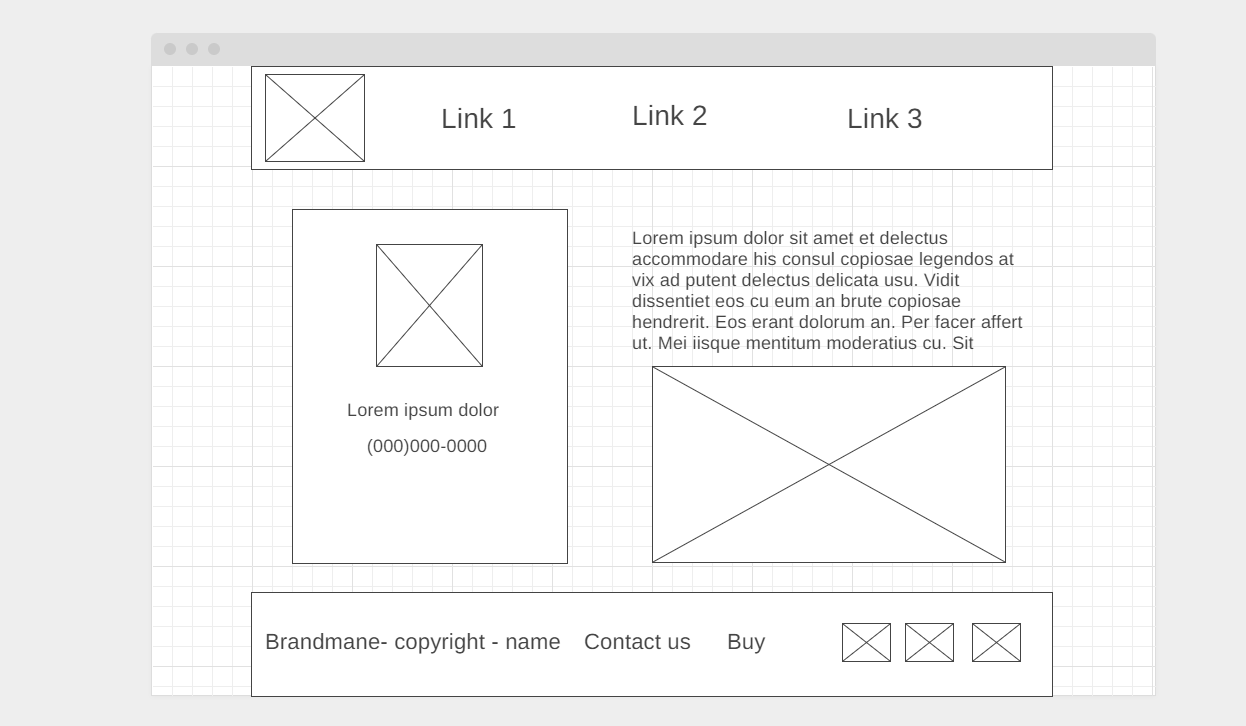 Link 1
Link 2
Link 3
Lorem ipsum dolor
(000)000-0000
Lorem ipsum dolor sit amet et delectus
accommodare his consul copiosae legendos at
vix ad putent delectus delicata usu. Vidit
dissentiet eos cu eum an brute copiosae
hendrerit. Eos erant dolorum an. Per facer affert
ut. Mei iisque mentitum moderatius cu. Sit
Brandmane- copyright - name
Contact us
Buy